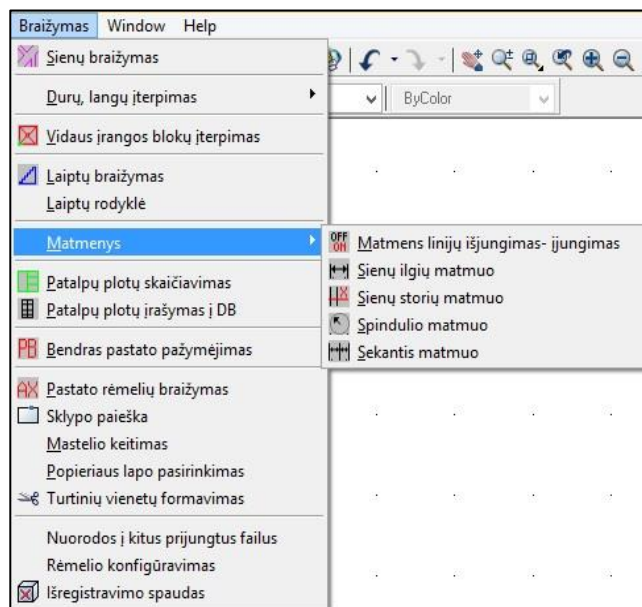 Braižymas Window Help
Sienų braižymas
Durų, langų įterpimas
ByColor
Vidaus įrangos blokų įterpimas
Laiptų braižymas
Laiptų rodyklė
Matmenys
OFF ON Matmens linijų išjungimas- įjungimas
Sienų ilgių matmuo
Sienų storių matmuo
Spindulio matmuo
Sekantis matmuo
Patalpų plotų skaičiavimas
Patalpų plotų įrašymas į DB
PB Bendras pastato pažymėjimas
AX Pastato rėmelių braižymas
Sklypo paieška
Mastelio keitimas
Popieriaus lapo pasirinkimas
Turtinių vienetų formavimas
Nuorodos į kitus prijungtus failus
Rėmelio konfigūravimas
Išregistravimo spaudas